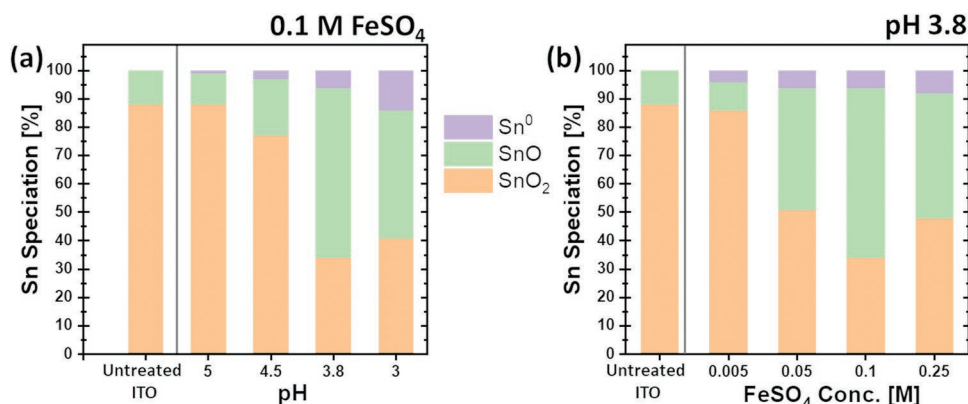 0.1 M FeSO₄
(a)
Sn Speciation [%]
100
90
80
70
60
50
40
30
20
10
0
Untreated ITO
5
4.5
3.8
3
pH
Sn⁰
SnO
SnO₂
pH 3.8
(b)
Sn Speciation [%]
100
90
80
70
60
50
40
30
20
10
0
Untreated ITO
0.005
0.05
0.1
0.25
FeSO₄ Conc. [M]